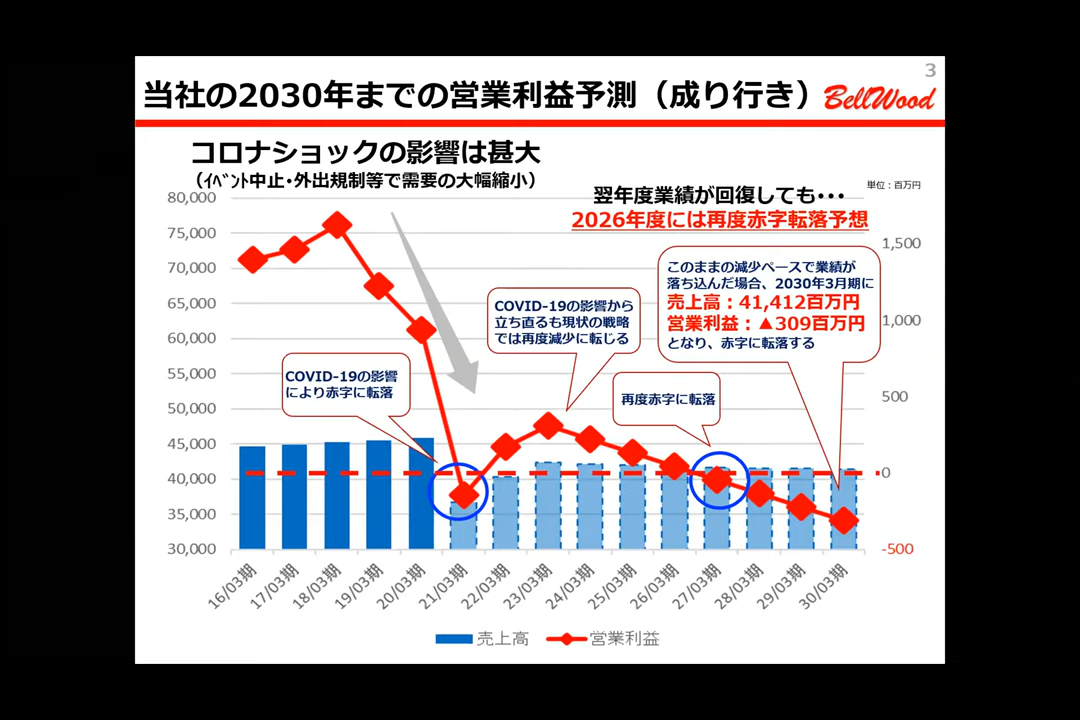 3
当社の2030年までの営業利益予測（成り行き）
BellWood
コロナショックの影響は甚大
（ｲﾍﾞﾝﾄ中止・外出規制等で需要の大幅縮小）
単位：百万円
翌年度業績が回復しても・・・
2026年度には再度赤字転落予想
80,000
75,000
70,000
65,000
60,000
55,000
50,000
45,000
40,000
35,000
30,000
1,500
1,000
500
0
-500
COVID-19の影響
により赤字に転落
COVID-19の影響から
立ち直るも現状の戦略
では再度減少に転じる
再度赤字に転落
このままの減少ペースで業績が
落ち込んだ場合、2030年3月期に
売上高：41,412百万円
営業利益：▲309百万円
となり、赤字に転落する
16/03期
17/03期
18/03期
19/03期
20/03期
21/03期
22/03期
23/03期
24/03期
25/03期
26/03期
27/03期
28/03期
29/03期
30/03期
売上高
営業利益